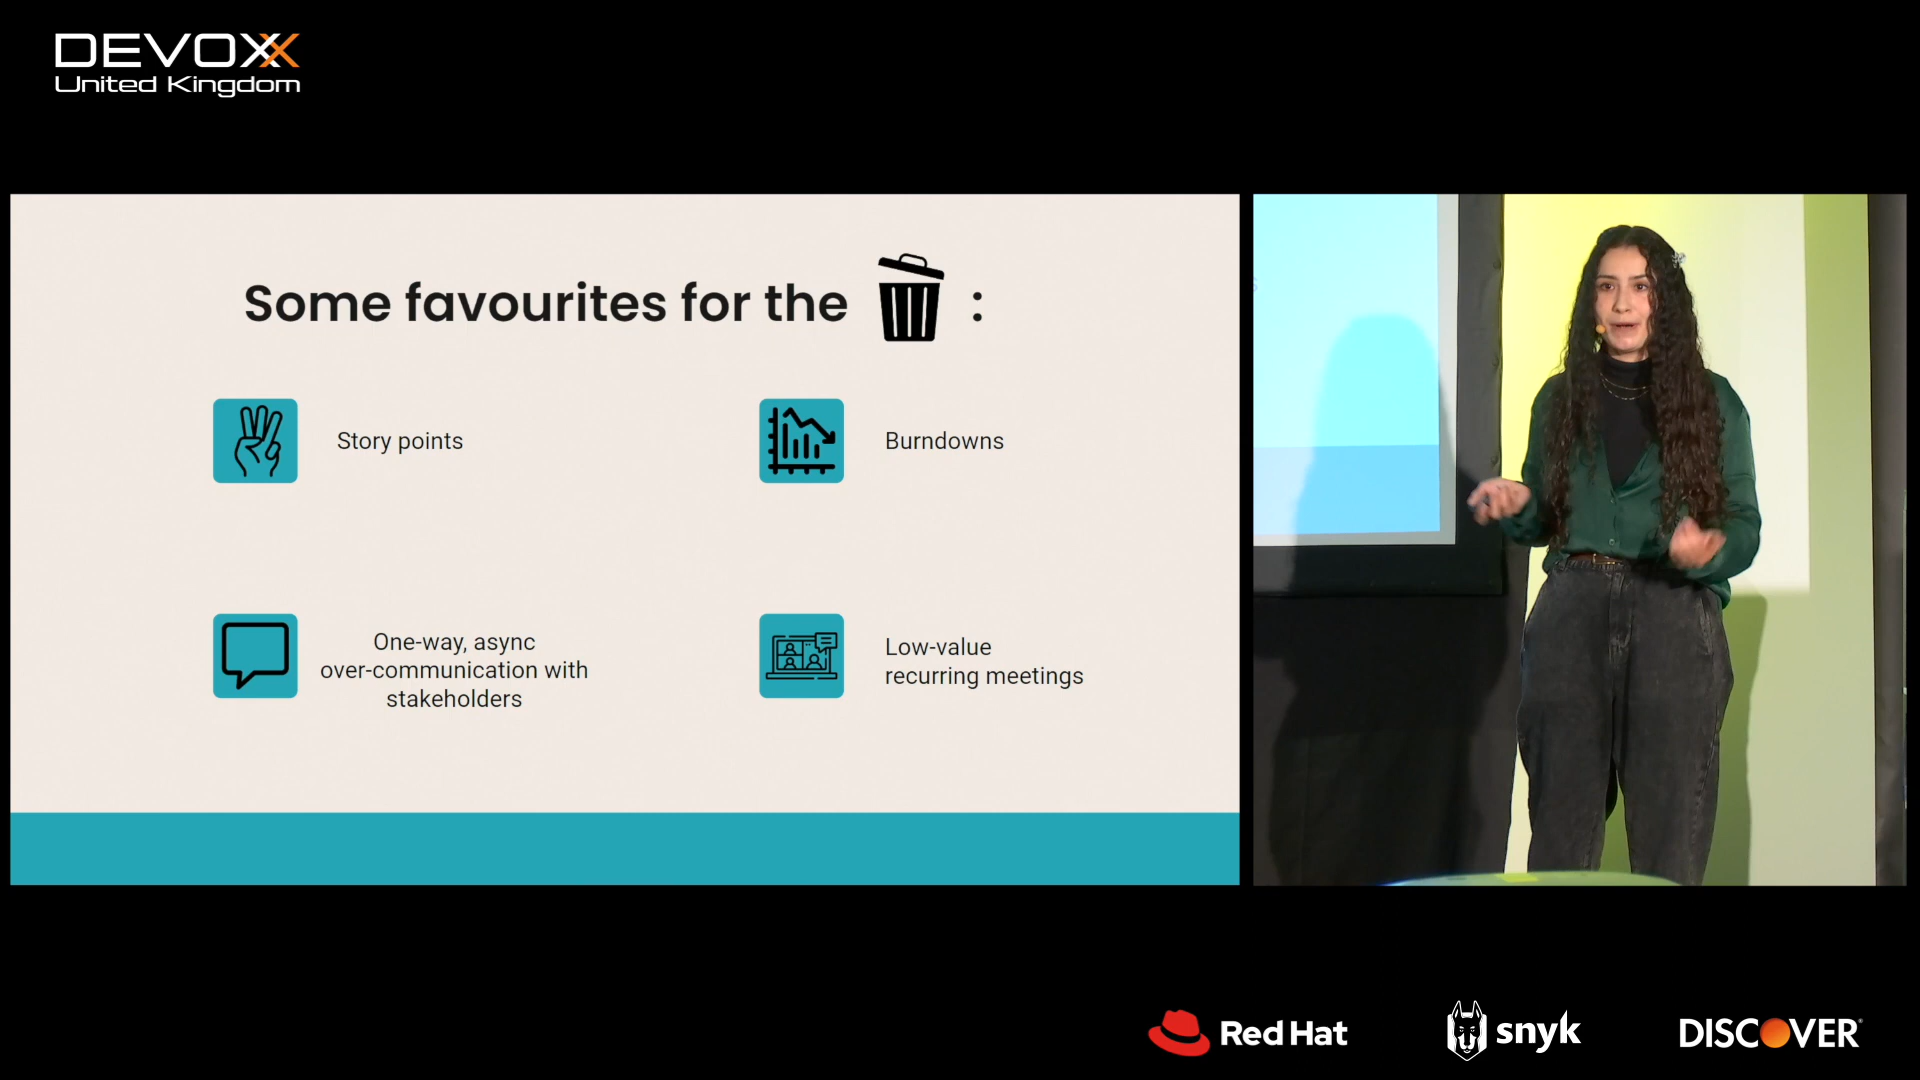 DEVOXX
United Kingdom
Some favourites for the :
Story points
Burndowns
One-way, async
over-communication with
stakeholders
Low-value
recurring meetings
Red Hat
snyk
DISCOVER